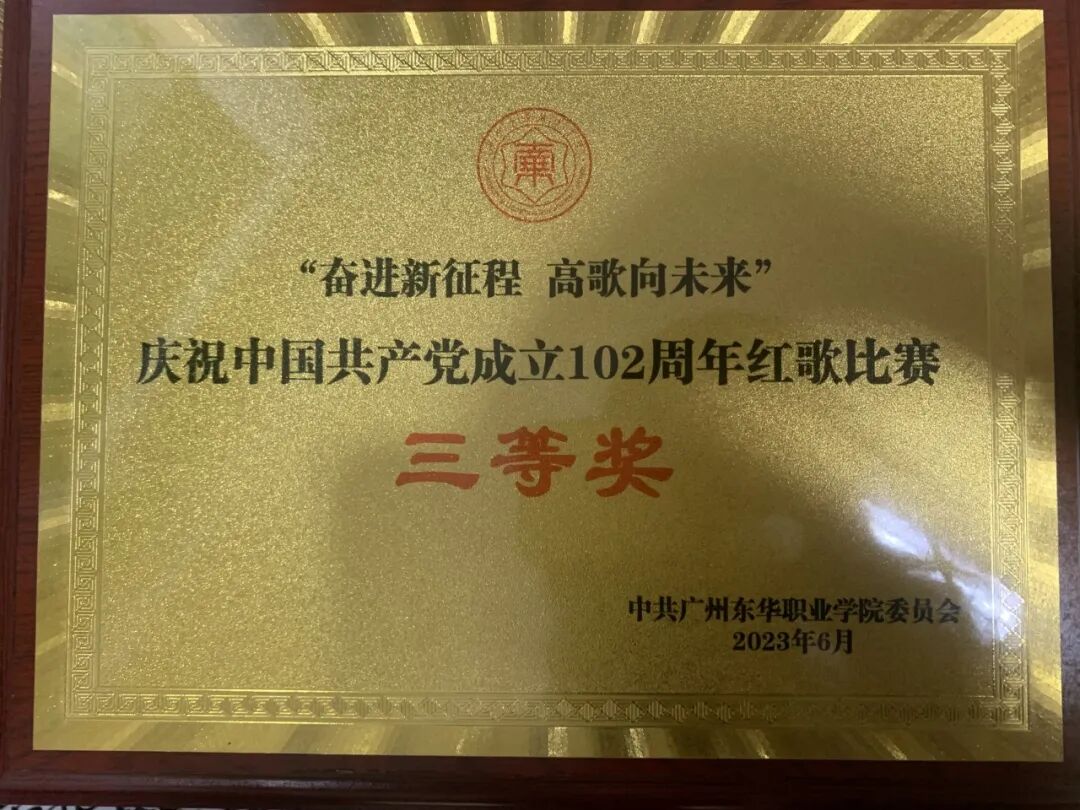 “奋进新征程 高歌向未来”
庆祝中国共产党成立102周年红歌比赛
三等奖
中共广州东华职业学院委员会
2023年6月